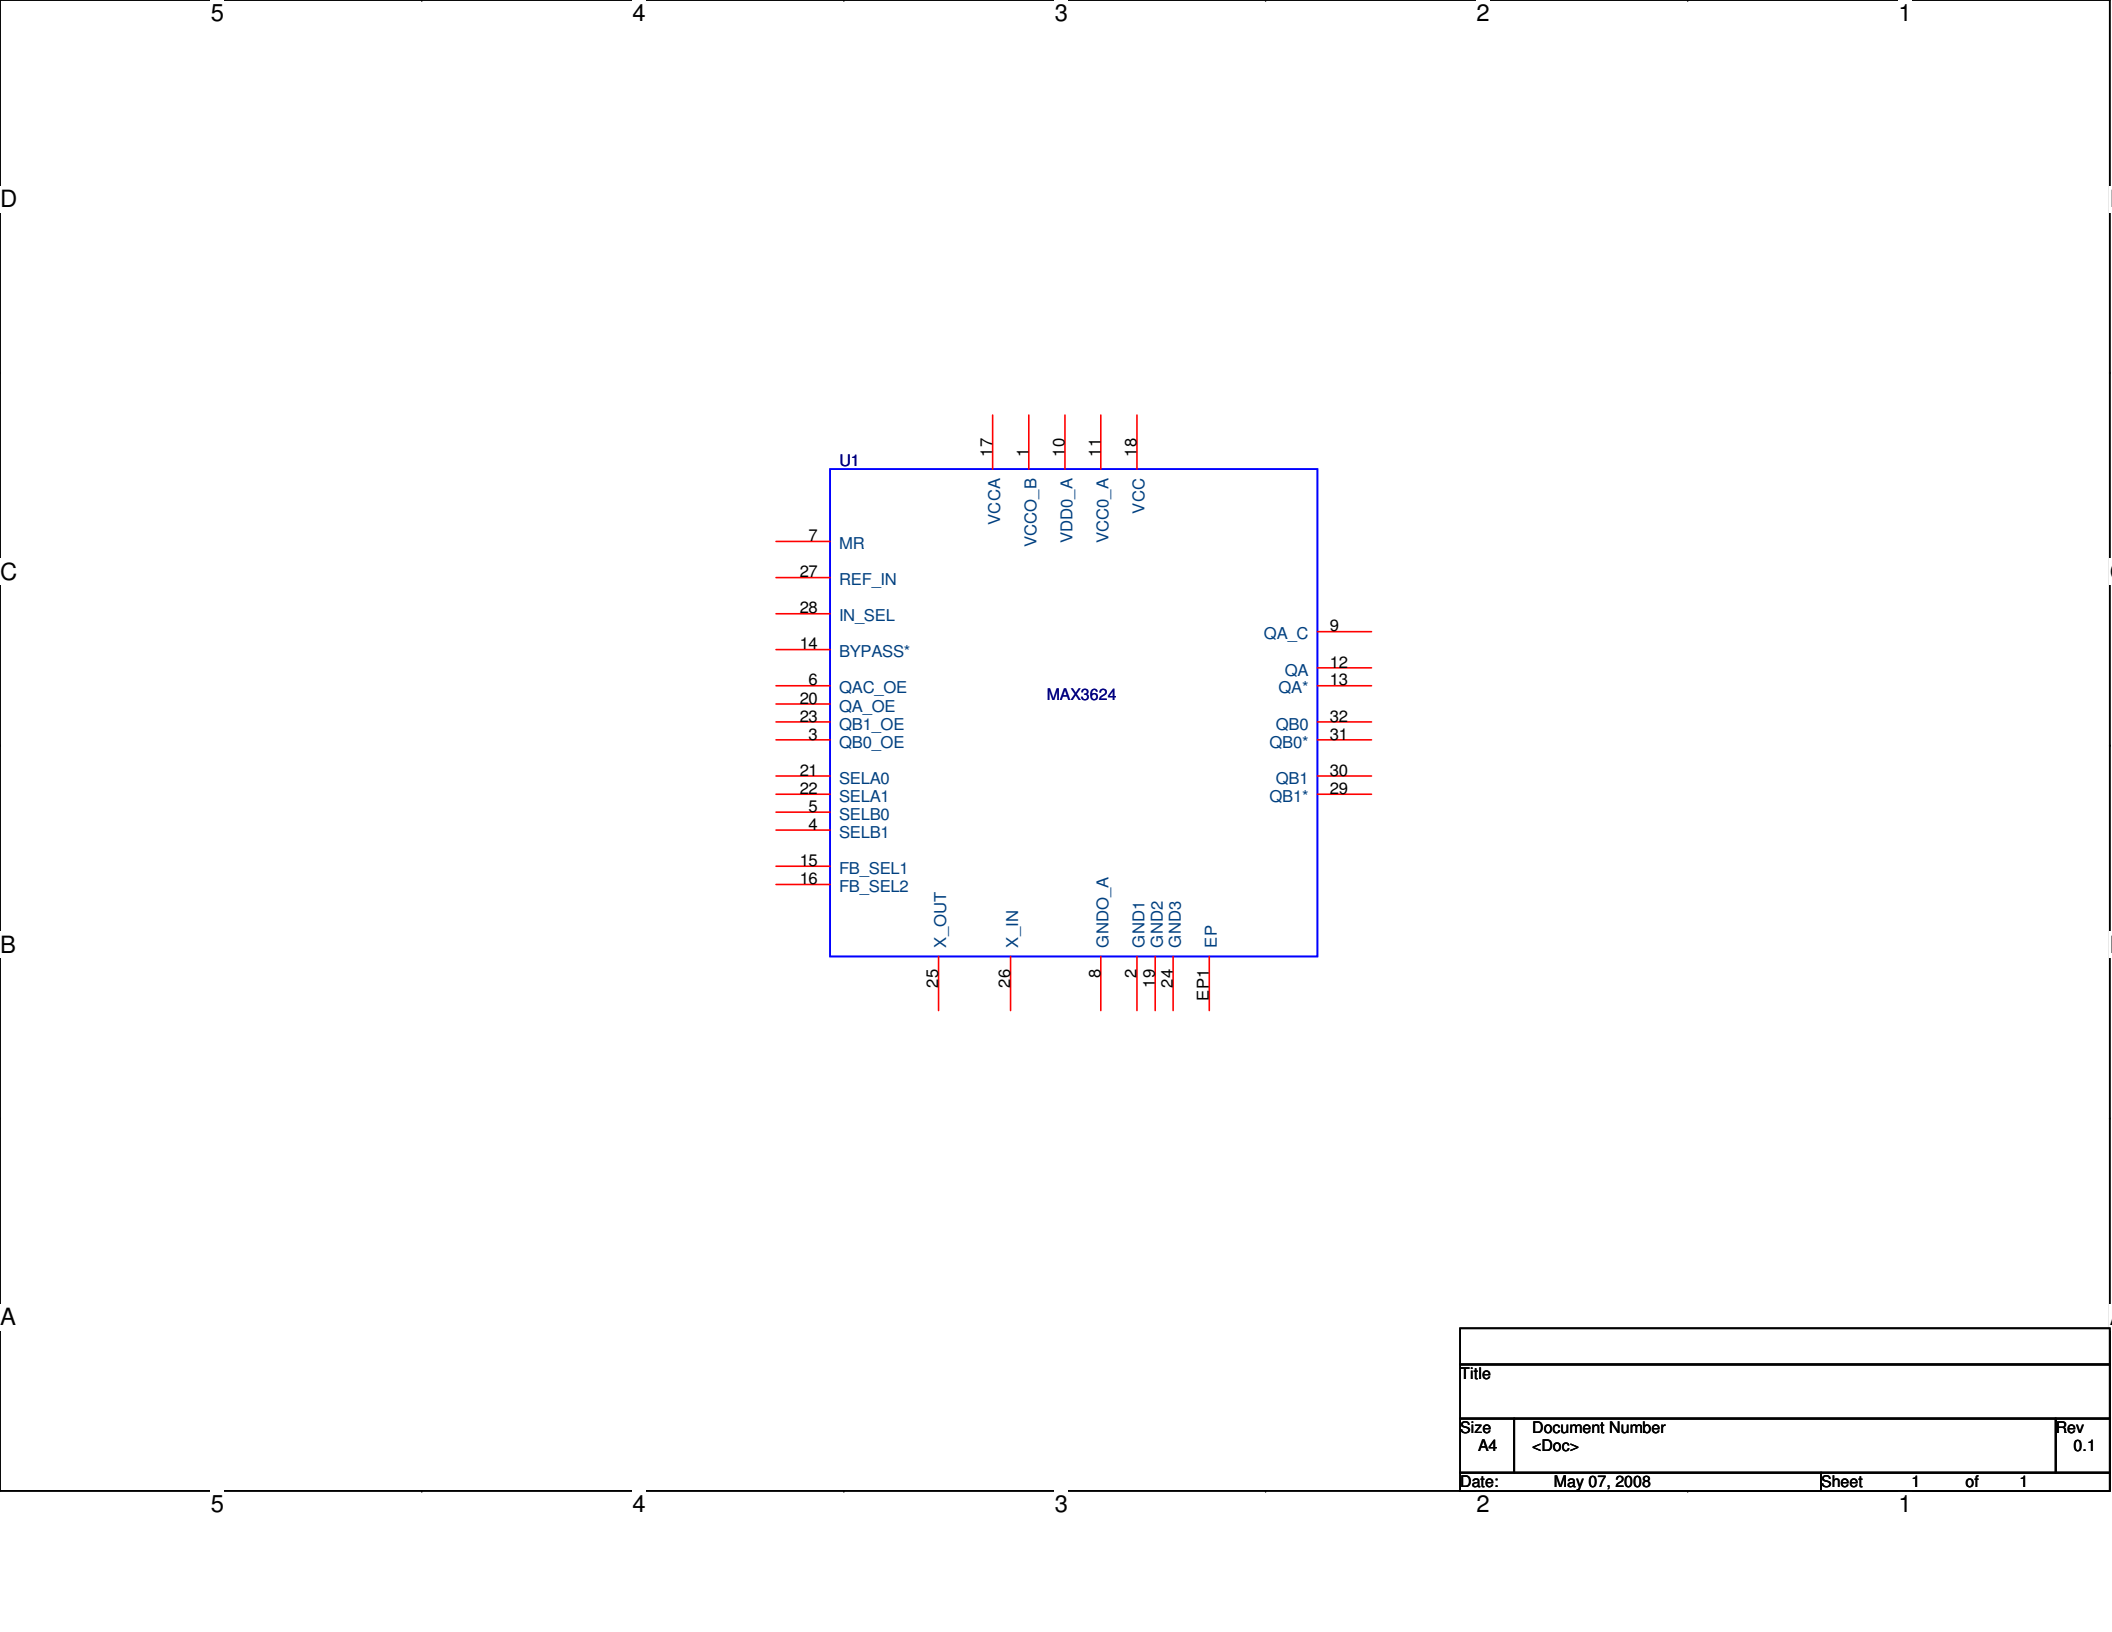 5 4 3 2 1
D
C
B
A
17 1 10 11 18
U1
VCCA VCCO_B VDD0_A VCC0_A VCC
7 MR
27 REF_IN
28 IN_SEL
14 BYPASS*
6 QAC_OE
20 QA_OE
23 QB1_OE
3 QB0_OE
21 SELA0
22 SELA1
5 SELB0
4 SELB1
15 FB_SEL1
16 FB_SEL2
MAX3624
QA_C 9
QA 12
QA* 13
QB0 32
QB0* 31
QB1 30
QB1* 29
X_OUT X_IN GNDO_A GND1 GND2 GND3 EP
25 26 8 2 19 24 EP1
Title
Size Document Number Rev
A4 <Doc> 0.1
Date: May 07, 2008 Sheet 1 of 1
5 4 3 2 1